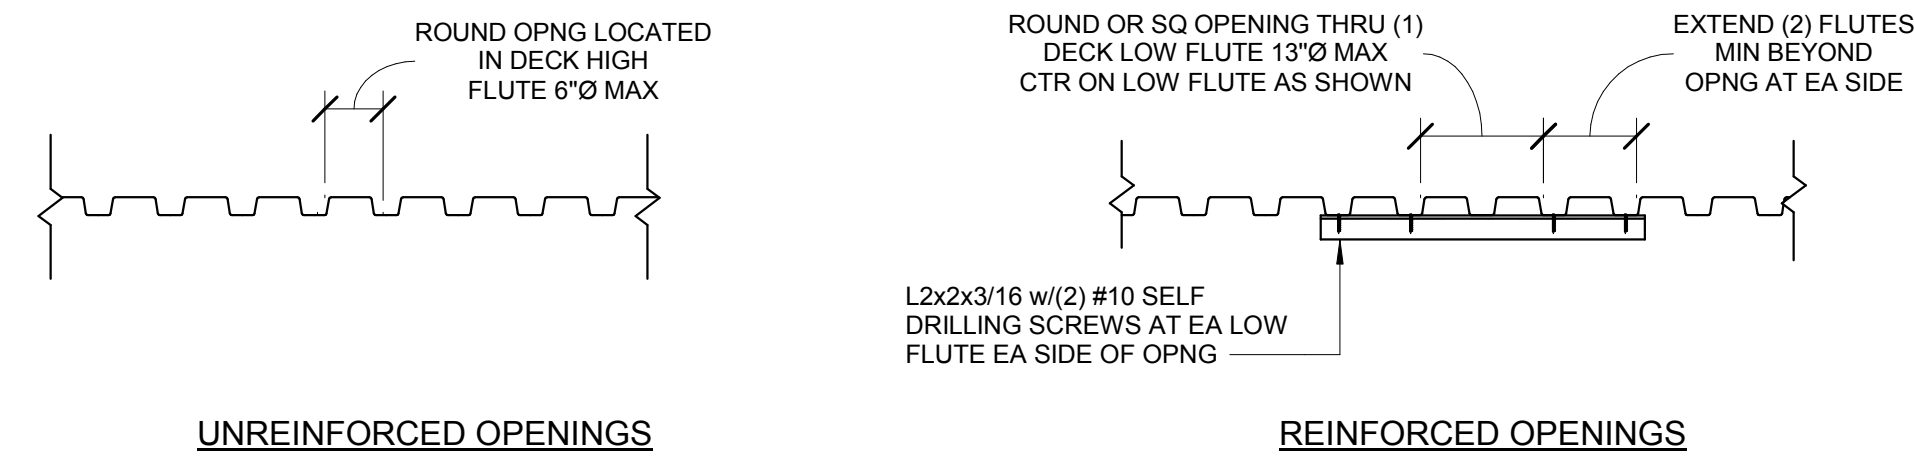 ROUND OPNG LOCATED
IN DECK HIGH
FLUTE 6"Ø MAX
ROUND OR SQ OPENING THRU (1)
DECK LOW FLUTE 13"Ø MAX
CTR ON LOW FLUTE AS SHOWN
EXTEND (2) FLUTES
MIN BEYOND
OPNG AT EA SIDE
L2x2x3/16 w/(2) #10 SELF
DRILLING SCREWS AT EA LOW
FLUTE EA SIDE OF OPNG
UNREINFORCED OPENINGS
REINFORCED OPENINGS